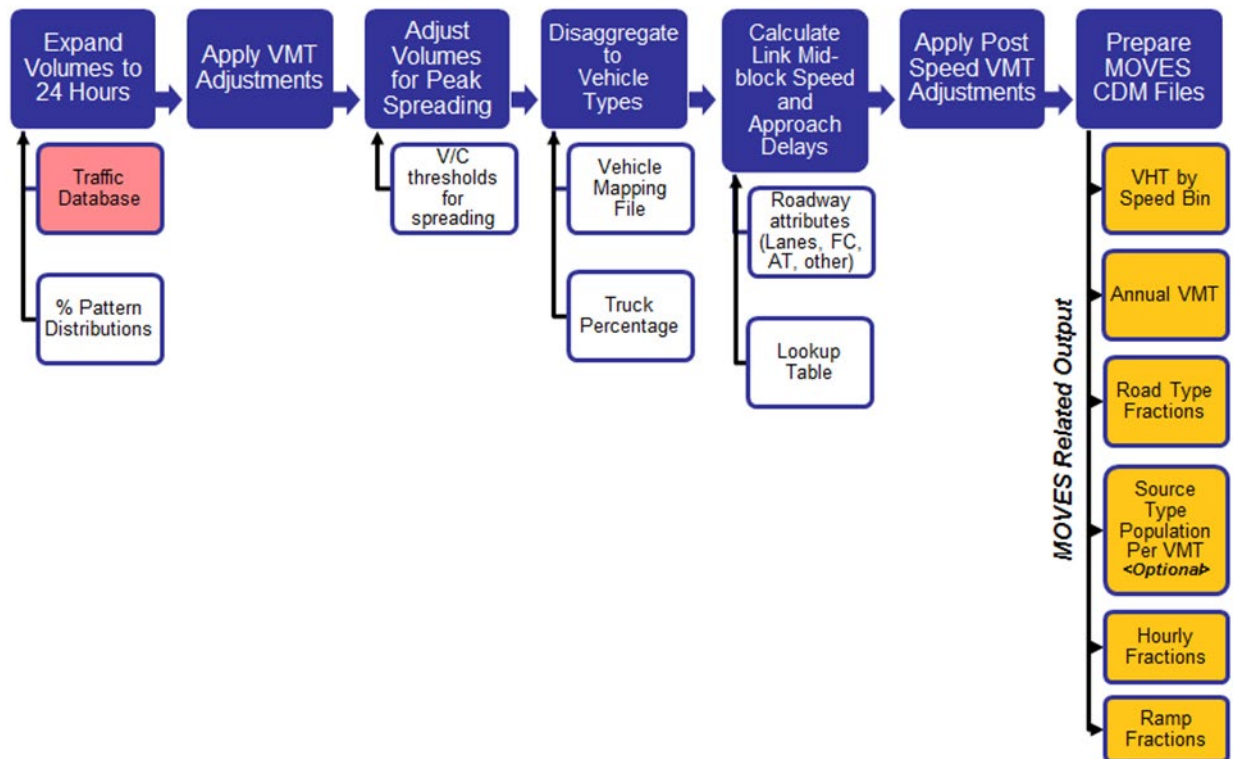 Expand
Volumes to
24 Hours
Apply VMT
Adjustments
Adjust
Volumes
for Peak
Spreading
Disaggregate
to
Vehicle
Types
Calculate
Link Mid-
block Speed
and
Approach
Delays
Apply Post
Speed VMT
Adjustments
Prepare
MOVES
CDM Files
Traffic
Database
% Pattern
Distributions
V/C
thresholds
for
spreading
Vehicle
Mapping
File
Truck
Percentage
Roadway
attributes
(Lanes, FC,
AT, other)
Lookup
Table
MOVES Related Output
VHT by
Speed Bin
Annual VMT
Road Type
Fractions
Source
Type
Population
Per VMT
<Optional>
Hourly
Fractions
Ramp
Fractions